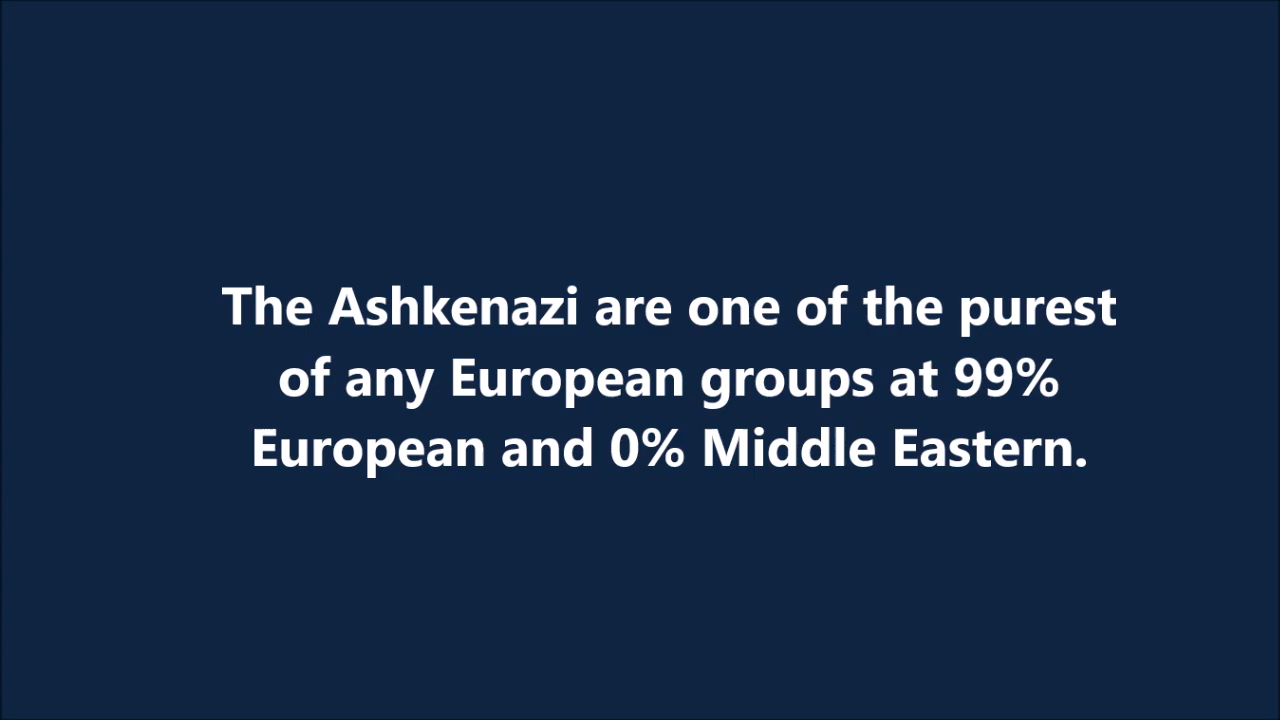 The Ashkenazi are one of the purest
of any European groups at 99%
European and 0% Middle Eastern.